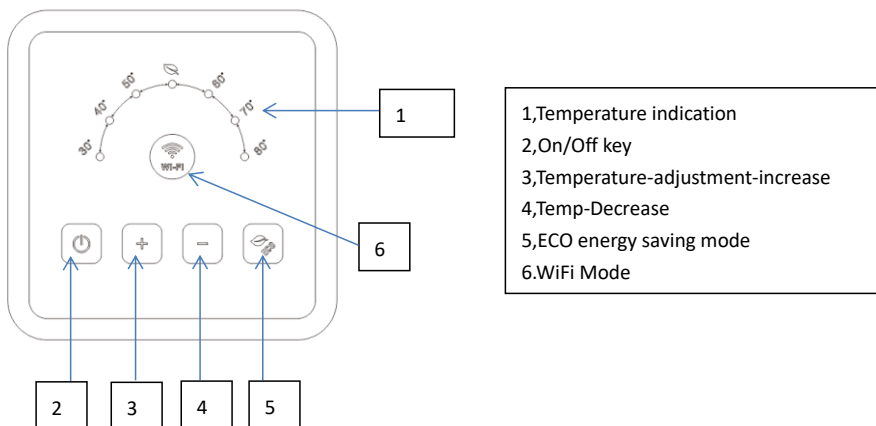 50°
60°
40°
70°
30°
80°
WI-FI
1
6
2
3
4
5
1,Temperature indication
2,On/Off key
3,Temperature-adjustment-increase
4,Temp-Decrease
5,ECO energy saving mode
6.WiFi Mode